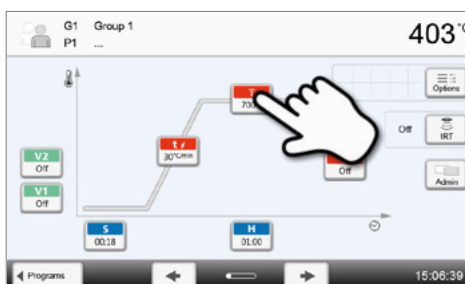 G1 Group 1
P1 ...
403
Options
T
700
t
30°C/min
Off
IRT
Off
V2
Off
V1
Off
Admin
S
00:18
H
01:00
Programs
15:06:39